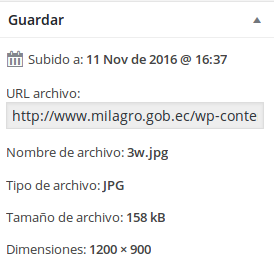 Guardar
Subido a: 11 Nov de 2016 @ 16:37
URL archivo:
http://www.milagro.gob.ec/wp-conte
Nombre de archivo: 3w.jpg
Tipo de archivo: JPG
Tamaño de archivo: 158 kB
Dimensiones: 1200 × 900